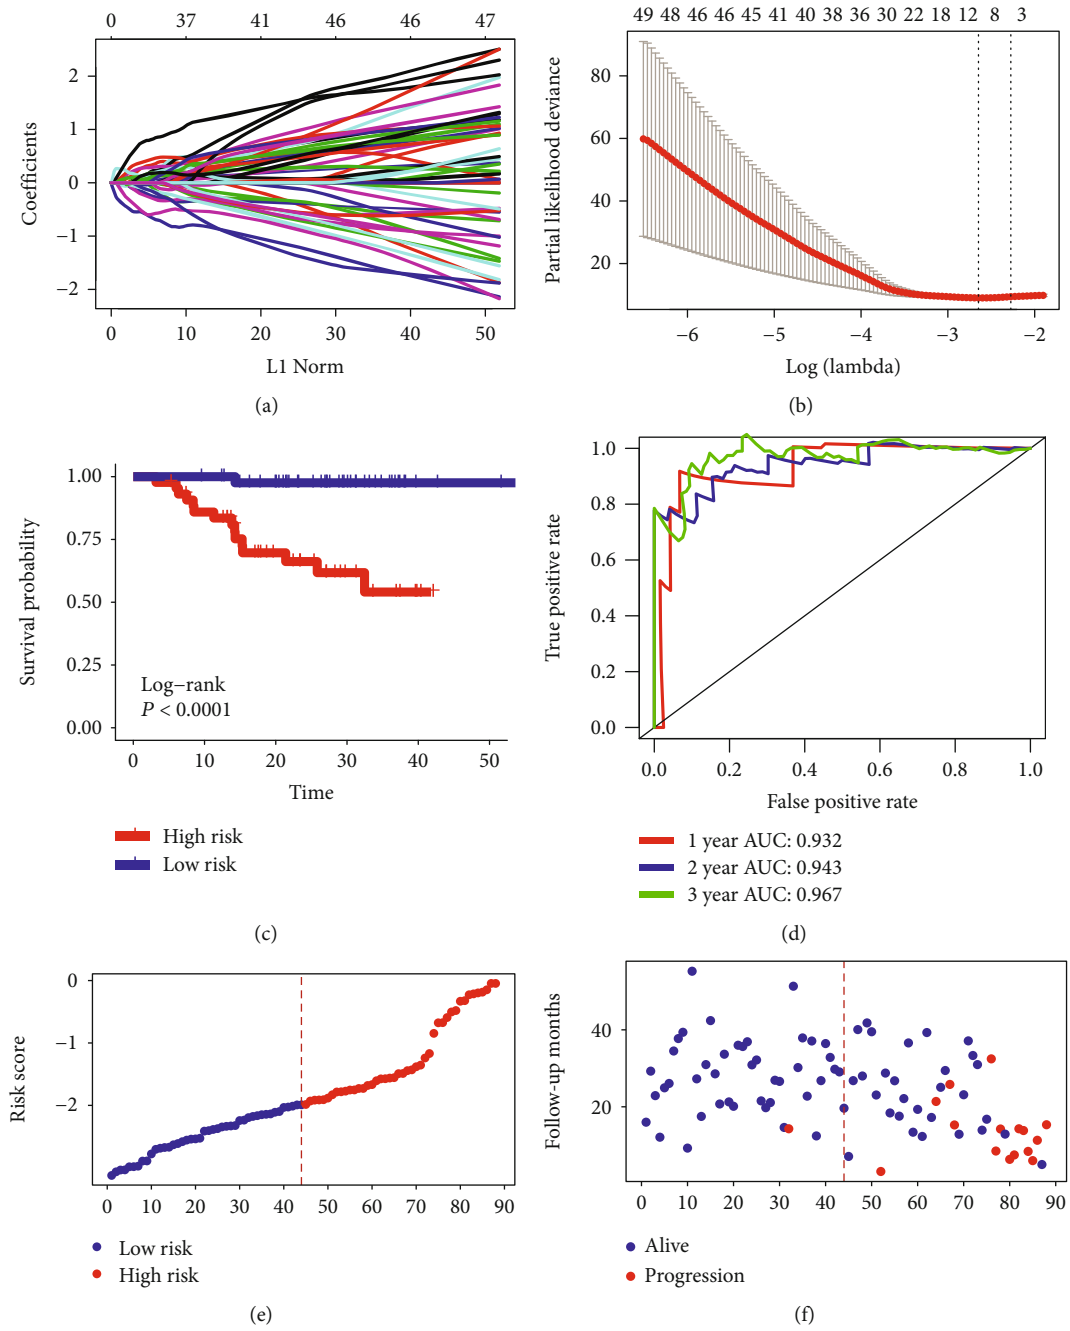 0 37 41 46 46 47
2
1
0
−1
−2
Coefficients
0 10 20 30 40 50
L1 Norm
(a)
49 48 46 46 45 41 40 38 36 30 22 18 12 8 3
80
60
40
20
Partial likelihood deviance
−6 −5 −4 −3 −2
Log (lambda)
(b)
1.00
0.75
0.50
0.25
0.00
Survival probability
Log−rank
P < 0.0001
0 10 20 30 40 50
Time
High risk
Low risk
(c)
1.0
0.8
0.6
0.4
0.2
0.0
True positive rate
0.0 0.2 0.4 0.6 0.8 1.0
False positive rate
1 year AUC: 0.932
2 year AUC: 0.943
3 year AUC: 0.967
(d)
0
−1
−2
Risk score
0 10 20 30 40 50 60 70 80 90
Low risk
High risk
(e)
40
20
Follow-up months
0 10 20 30 40 50 60 70 80 90
Alive
Progression
(f)